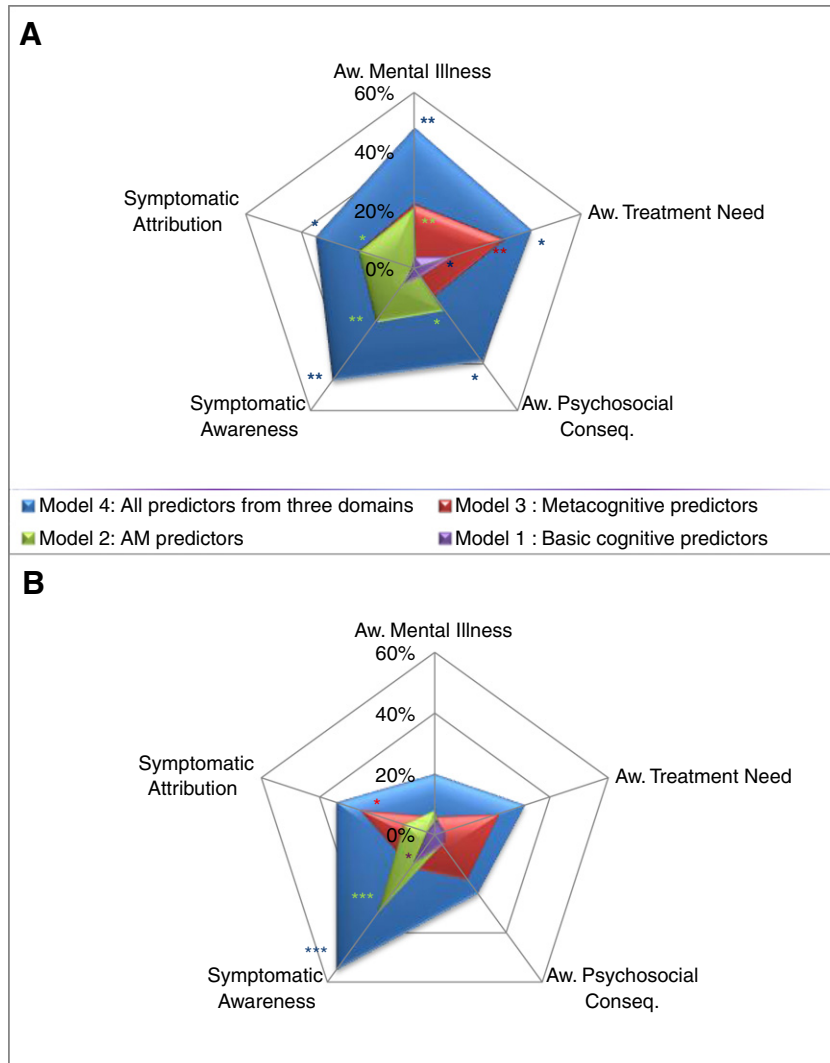 A
Aw. Mental Illness
60%
**
40%
Symptomatic
Attribution
*
20%
**
Aw. Treatment Need
*
**
*
0%
*
**
*
**
*
Symptomatic
Awareness
Aw. Psychosocial
Conseq.
Model 4: All predictors from three domains
Model 3 : Metacognitive predictors
Model 2: AM predictors
Model 1 : Basic cognitive predictors
B
Aw. Mental Illness
60%
40%
Symptomatic
Attribution
20%
Aw. Treatment Need
*
0%
*
***
***
Symptomatic
Awareness
Aw. Psychosocial
Conseq.